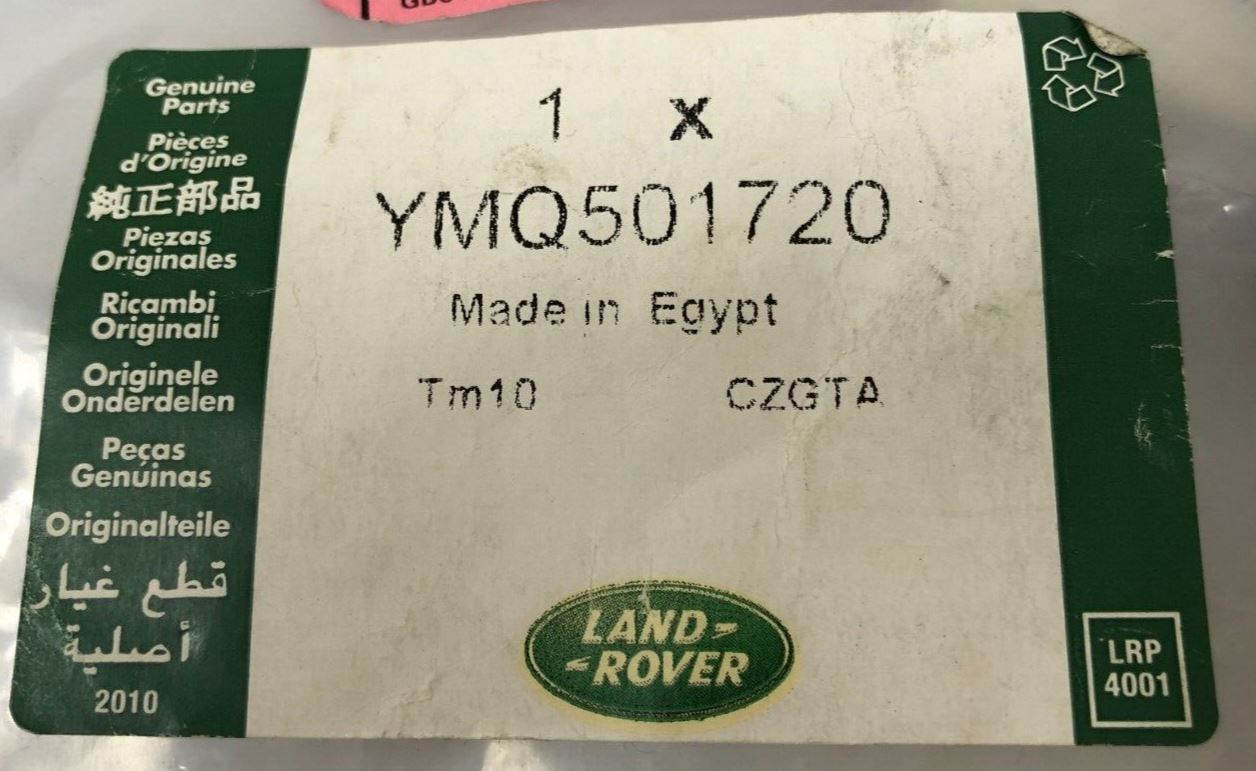 Genuine
Parts
Pièces
d'Origine
純正部品
Piezas
Originales
Ricambi
Originali
Originele
Onderdelen
Peças
Genúinas
Originalteile
قطع غيار
أصلية
2010
1 X
YMQ501720
Made in Egypt
Tm10 CZGTA
LAND-
-ROVER
LRP
4001